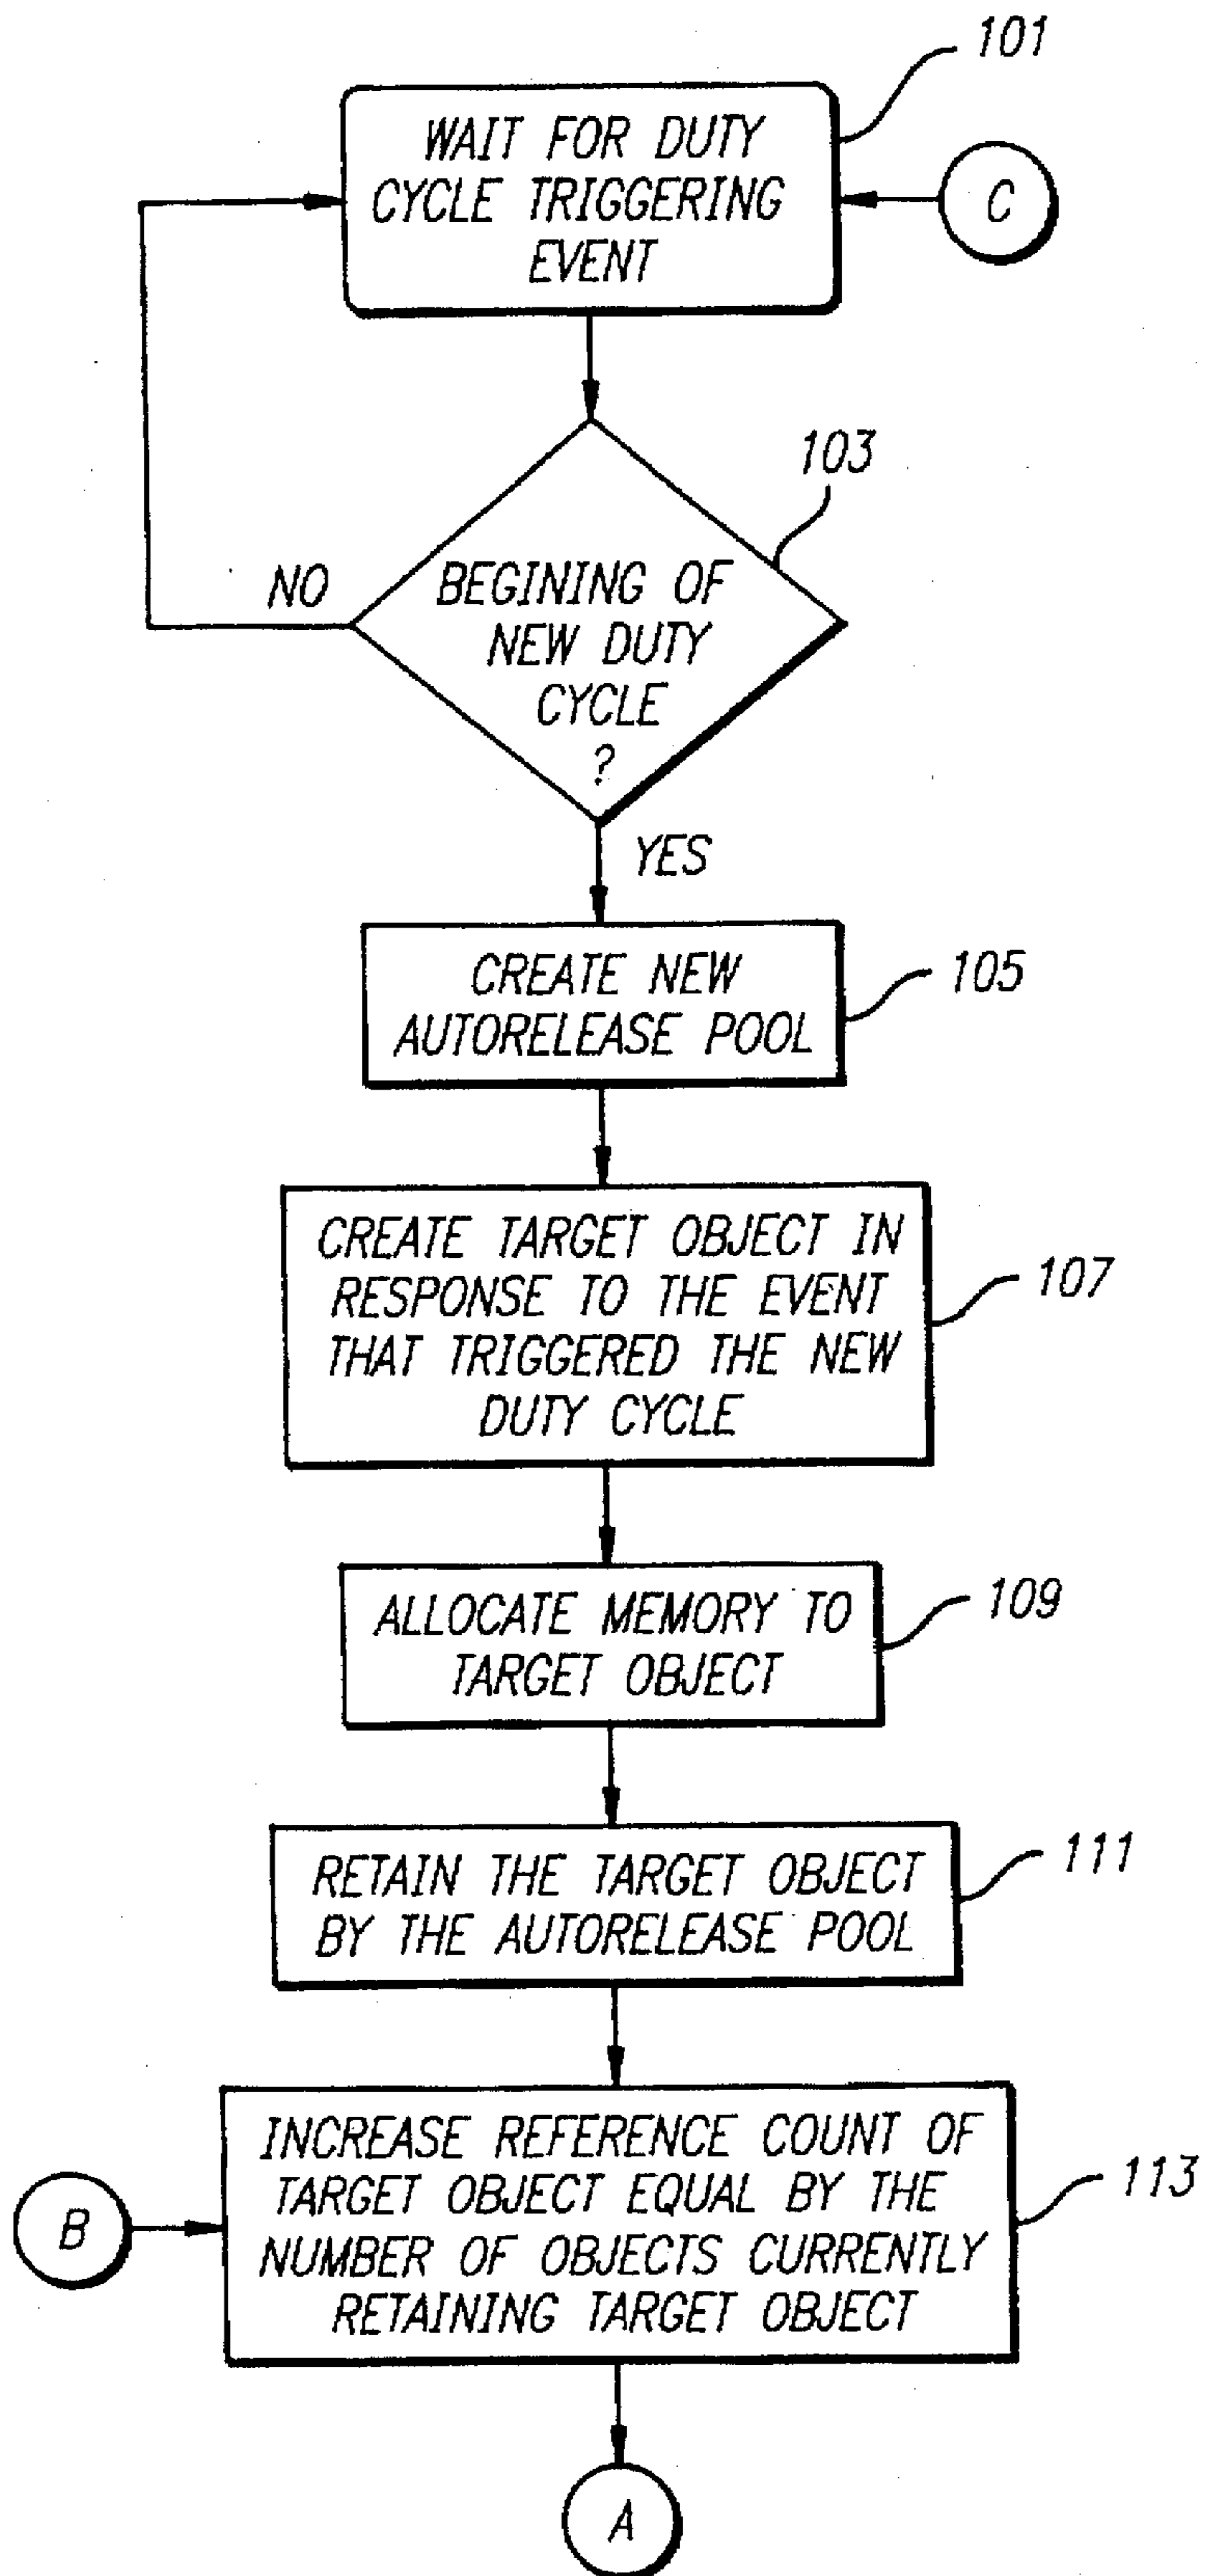 101
WAIT FOR DUTY
CYCLE TRIGGERING
EVENT
C
103
NO
BEGINING OF
NEW DUTY
CYCLE
?
YES
CREATE NEW
AUTORELEASE POOL
105
CREATE TARGET OBJECT IN
RESPONSE TO THE EVENT
THAT TRIGGERED THE NEW
DUTY CYCLE
107
ALLOCATE MEMORY TO
TARGET OBJECT
109
RETAIN THE TARGET OBJECT
BY THE AUTORELEASE POOL
111
INCREASE REFERENCE COUNT OF
TARGET OBJECT EQUAL BY THE
NUMBER OF OBJECTS CURRENTLY
RETAINING TARGET OBJECT
113
B
A